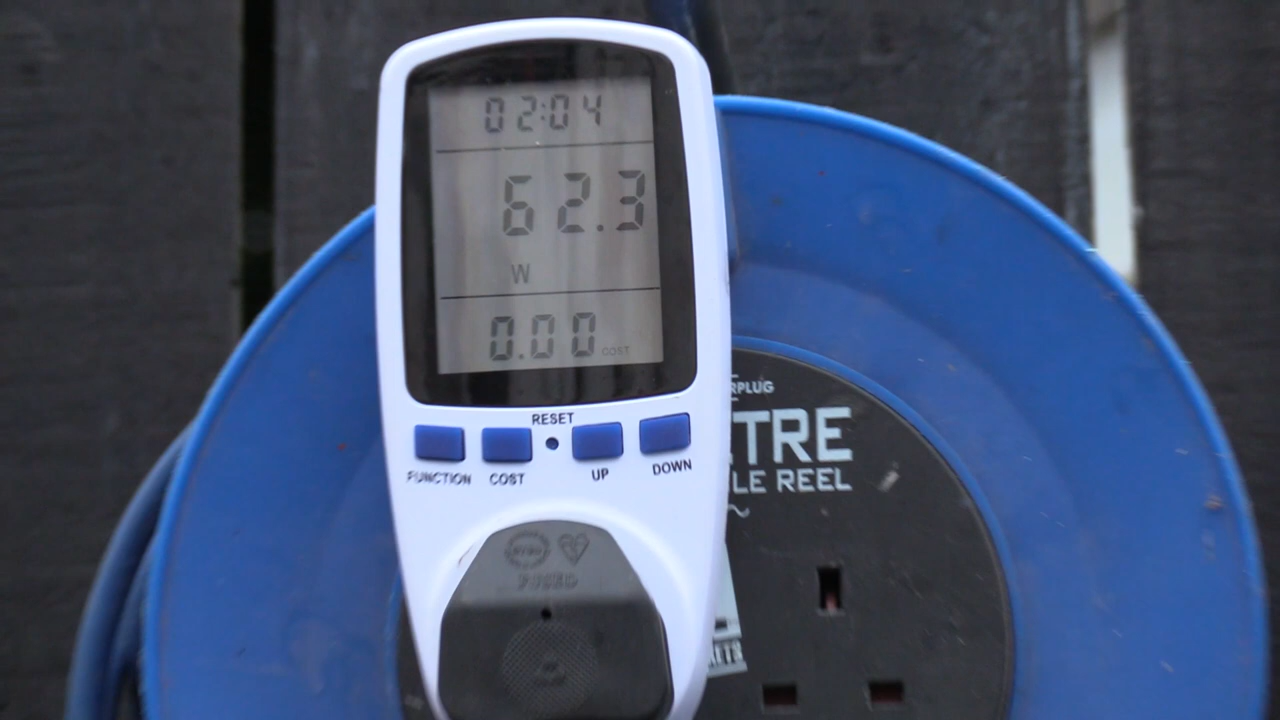 02:04
62.3
W
0.00 COST
RESET
FUNCTION COST UP DOWN
FUSED
RPLUG
TRE
LE REEL